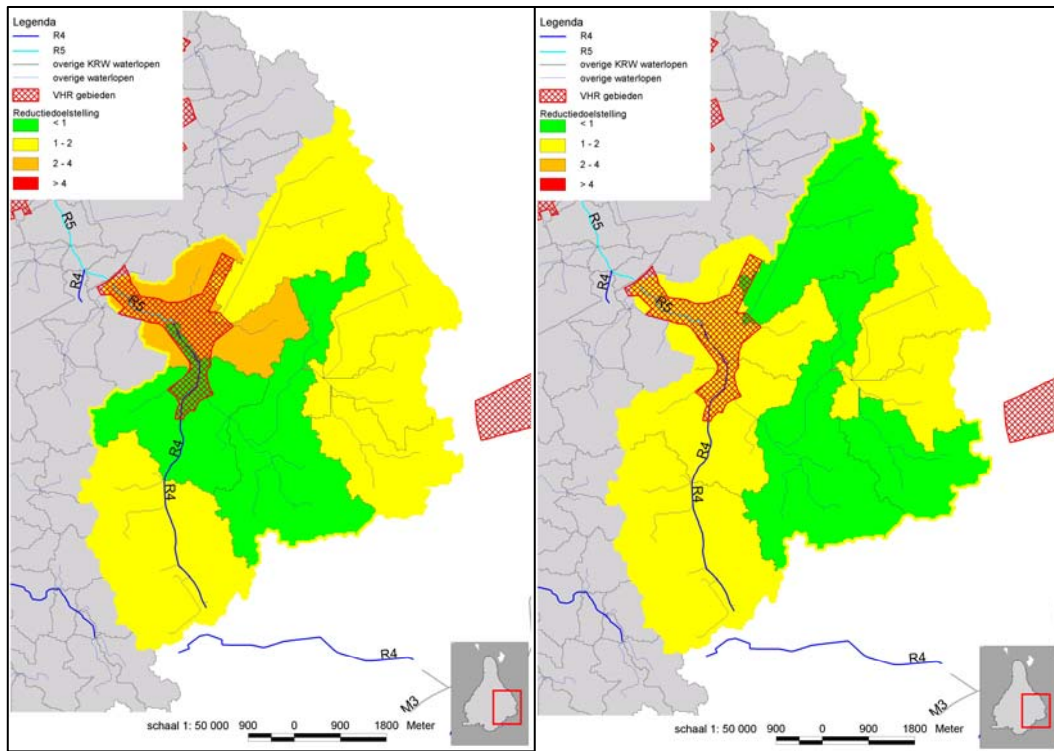 Legenda
R4
R5
overige KRW waterlopen
overige waterlopen
VHR gebieden
Reductiedoelstelling
< 1
1 - 2
2 - 4
> 4
R5
R4
R5
R4
R4
R4
M3
schaal 1: 50 000
900 0 900 1800 Meter
Legenda
R4
R5
overige KRW waterlopen
overige waterlopen
VHR gebieden
Reductiedoelstelling
< 1
1 - 2
2 - 4
> 4
R5
R4
R5
R4
R4
R4
M3
schaal 1: 50 000
900 0 900 1800 Meter